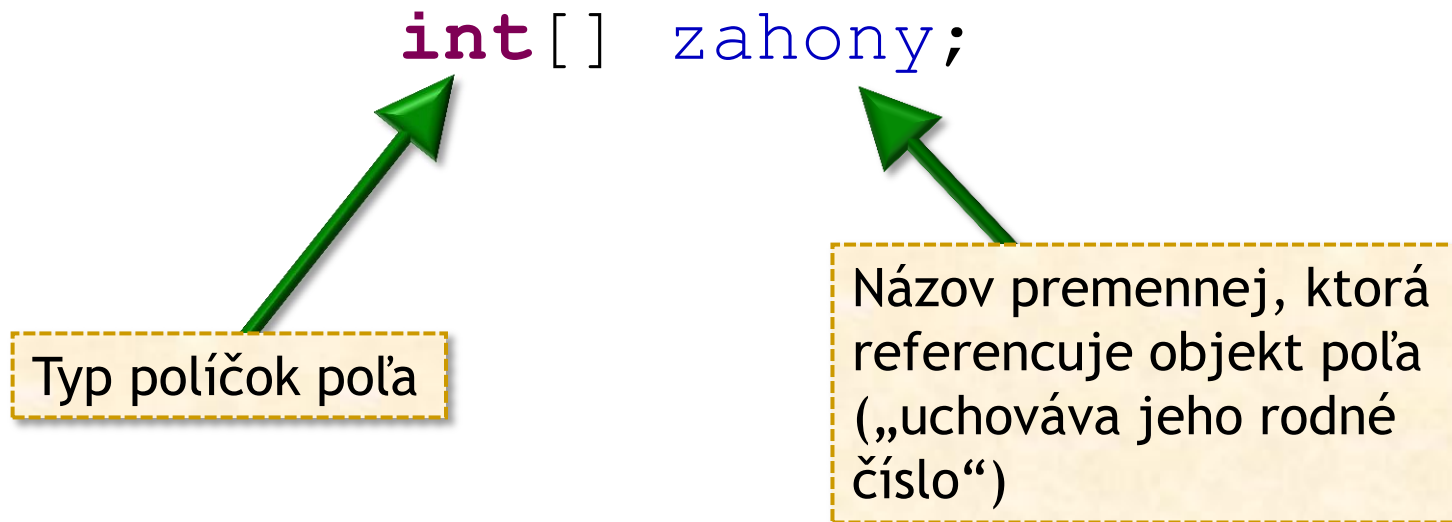 int[] zahony;
Typ políčok poľa
Názov premennej, ktorá
referencuje objekt poľa
(„uchováva jeho rodné
číslo“)